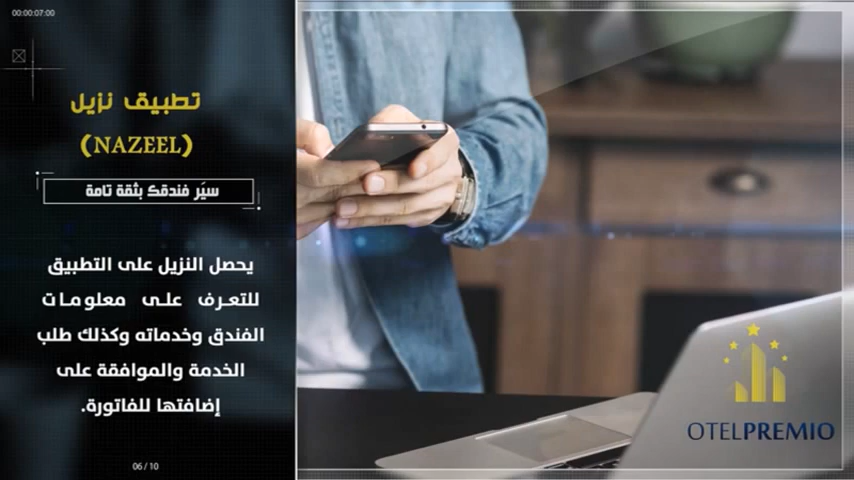 00:00:07:00
تطبيق نزيل
(NAZEEL)
سيَر فندقك بثقة تامة
يحصل النزيل على التطبيق
للتعرف على معلومات
الفندق وخدماته وكذلك طلب
الخدمة والموافقة على
إضافتها للفاتورة.
06 / 10
OTELPREMIO